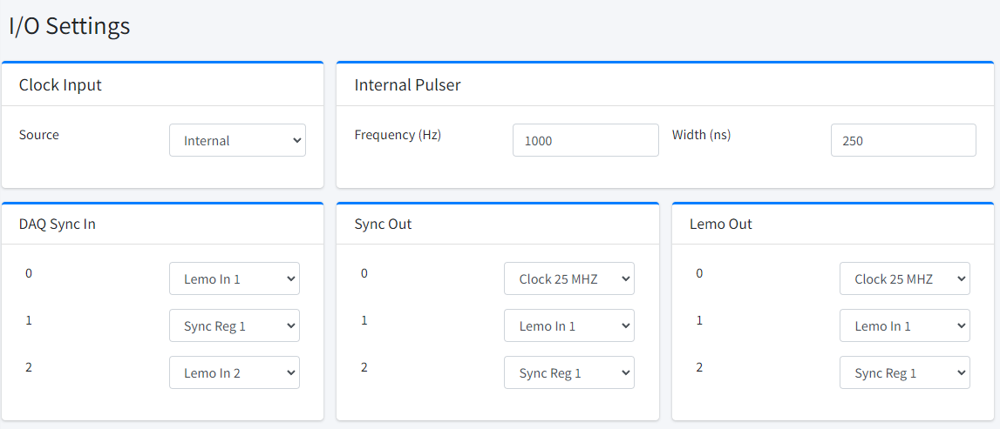 I/O Settings
Clock Input
Source
Internal
Internal Pulser
Frequency (Hz)
1000
Width (ns)
250
DAQ Sync In
0
Lemo In 1
1
Sync Reg 1
2
Lemo In 2
Sync Out
0
Clock 25 MHZ
1
Lemo In 1
2
Sync Reg 1
Lemo Out
0
Clock 25 MHZ
1
Lemo In 1
2
Sync Reg 1